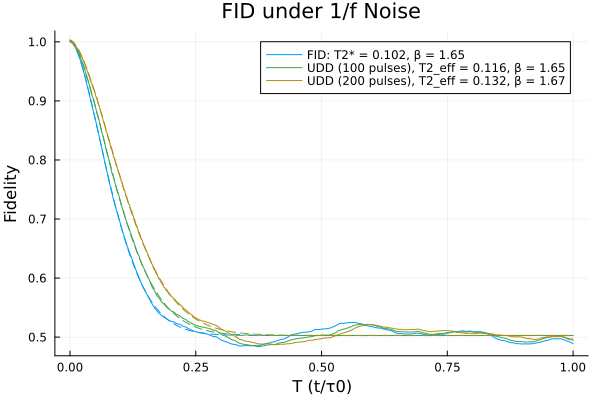 FID under 1/f Noise
FID: T2* = 0.102, β = 1.65
UDD (100 pulses), T2_eff = 0.116, β = 1.65
UDD (200 pulses), T2_eff = 0.132, β = 1.67
Fidelity
1.0
0.9
0.8
0.7
0.6
0.5
0.00 0.25 0.50 0.75 1.00
T (t/τ0)